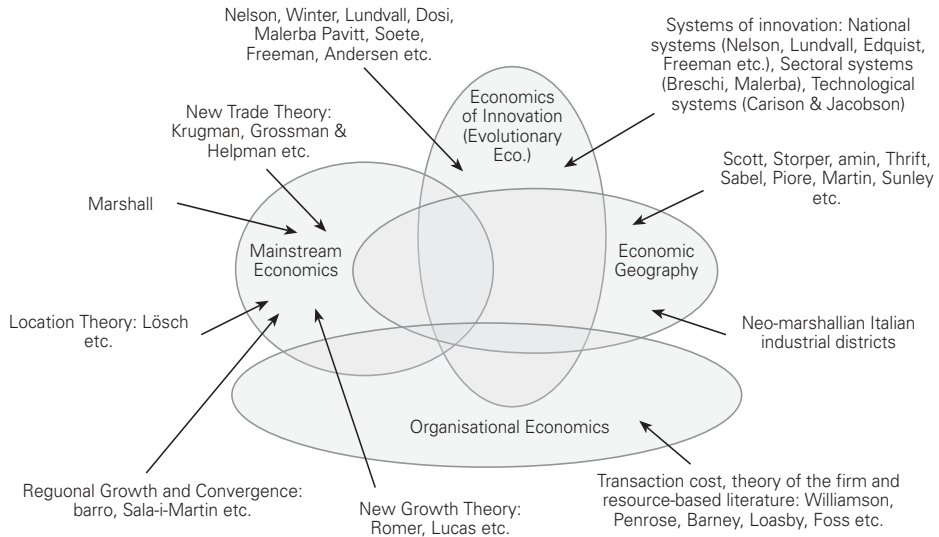 Nelson, Winter, Lundvall, Dosi,
Malerba Pavitt, Soete,
Freeman, Andersen etc.
Systems of innovation: National
systems (Nelson, Lundvall, Edquist,
Freeman etc.), Sectoral systems
(Breschi, Malerba), Technological
systems (Carison & Jacobson)
Economics
of Innovation
(Evolutionary
Eco.)
New Trade Theory:
Krugman, Grossman &
Helpman etc.
Scott, Storper, amin, Thrift,
Sabel, Piore, Martin, Sunley
etc.
Marshall
Mainstream
Economics
Economic
Geography
Location Theory: Lösch
etc.
Neo-marshallian Italian
industrial districts
Organisational Economics
Reguonal Growth and Convergence:
barro, Sala-i-Martin etc.
New Growth Theory:
Romer, Lucas etc.
Transaction cost, theory of the firm and
resource-based literature: Williamson,
Penrose, Barney, Loasby, Foss etc.